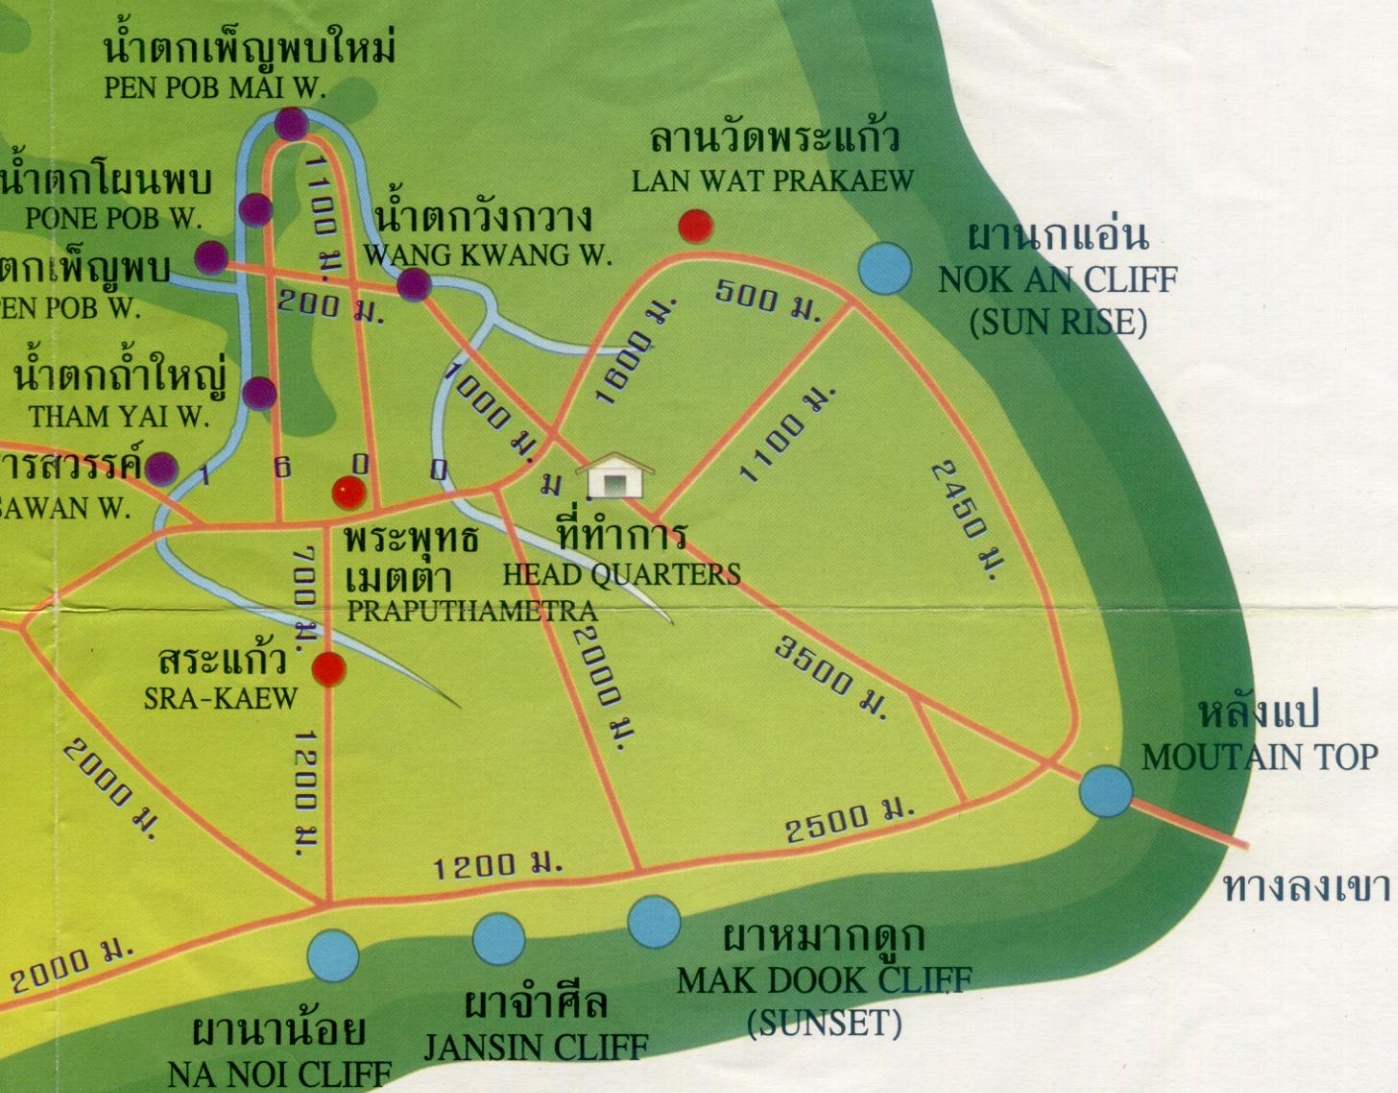 น้ำตกเพ็ญพบใหม่
PEN POB MAI W.
ลานวัดพระแก้ว
LAN WAT PRAKAEW
น้ำตกโผนพบ
PONE POB W.
1100 ม.
น้ำตกวังกวาง
WANG KWANG W.
ผานกแอ่น
NOK AN CLIFF
(SUN RISE)
ตกเพ็ญพบ
PEN POB W.
200 ม.
500 ม.
1600 ม.
น้ำตกถ้ำใหญ่
THAM YAI W.
1000 ม.
1100 ม.
2450 ม.
ารสวรรค์
SAWAN W.
1 6 0 0 ม.
พระพุทธ
เมตตา
PRAPUTHAMETRA
ที่ทำการ
HEAD QUARTERS
700 ม.
สระแก้ว
SRA-KAEW
2000 ม.
3500 ม.
หลังแป
MOUTAIN TOP
2000 ม.
1200 ม.
1200 ม.
2500 ม.
ทางลงเขา
2000 ม.
ผาหมากดูก
MAK DOOK CLIFF
(SUNSET)
ผาจำศีล
JANSIN CLIFF
ผานาน้อย
NA NOI CLIFF